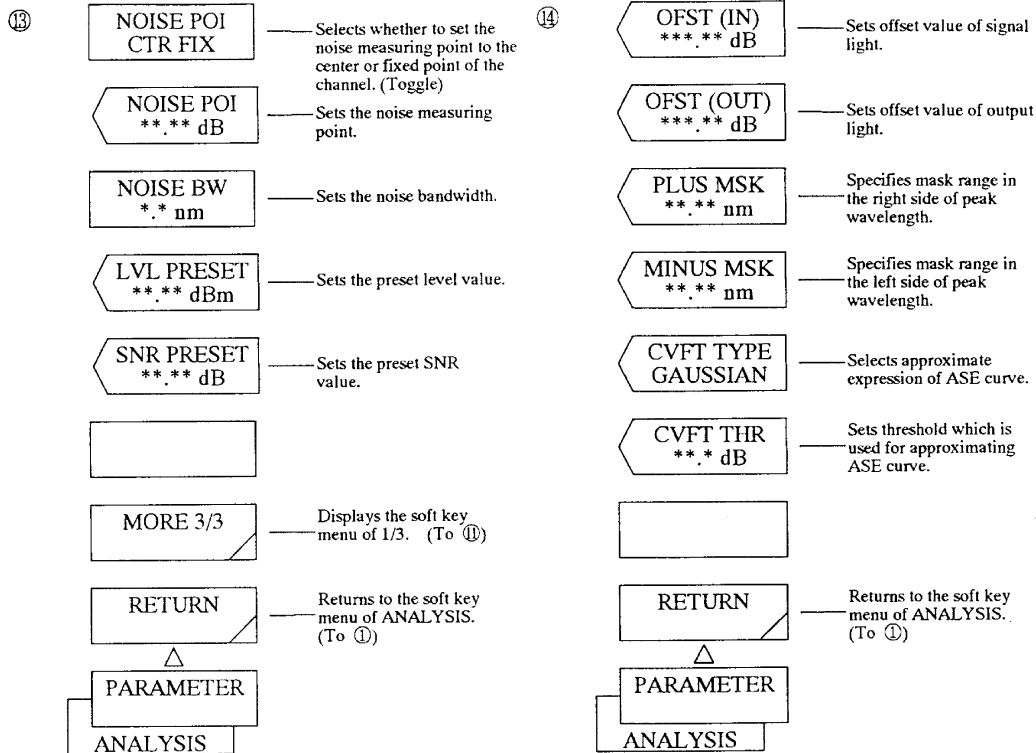 ⑬
NOISE POI
CTR FIX
Selects whether to set the
noise measuring point to the
center or fixed point of the
channel. (Toggle)
NOISE POI
**.** dB
Sets the noise measuring
point.
NOISE BW
*.* nm
Sets the noise bandwidth.
LVL PRESET
**.** dBm
Sets the preset level value.
SNR PRESET
**.** dB
Sets the preset SNR
value.
MORE 3/3
Displays the soft key
menu of 1/3. (To ⑪)
RETURN
Returns to the soft key
menu of ANALYSIS.
(To ①)
PARAMETER
ANALYSIS
⑭
OFST (IN)
***.** dB
Sets offset value of signal
light.
OFST (OUT)
***.** dB
Sets offset value of output
light.
PLUS MSK
**.** nm
Specifies mask range in
the right side of peak
wavelength.
MINUS MSK
**.** nm
Specifies mask range in
the left side of peak
wavelength.
CVFT TYPE
GAUSSIAN
Selects approximate
expression of ASE curve.
CVFT THR
**.* dB
Sets threshold which is
used for approximating
ASE curve.
RETURN
Returns to the soft key
menu of ANALYSIS.
(To ①)
PARAMETER
ANALYSIS